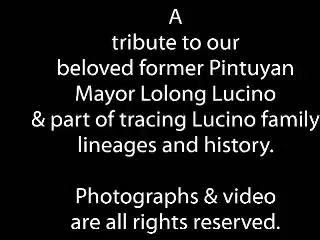 A
tribute to our
beloved former Pintuyan
Mayor Lolong Lucino
& part of tracing Lucino family
lineages and history.
Photographs & video
are all rights reserved.